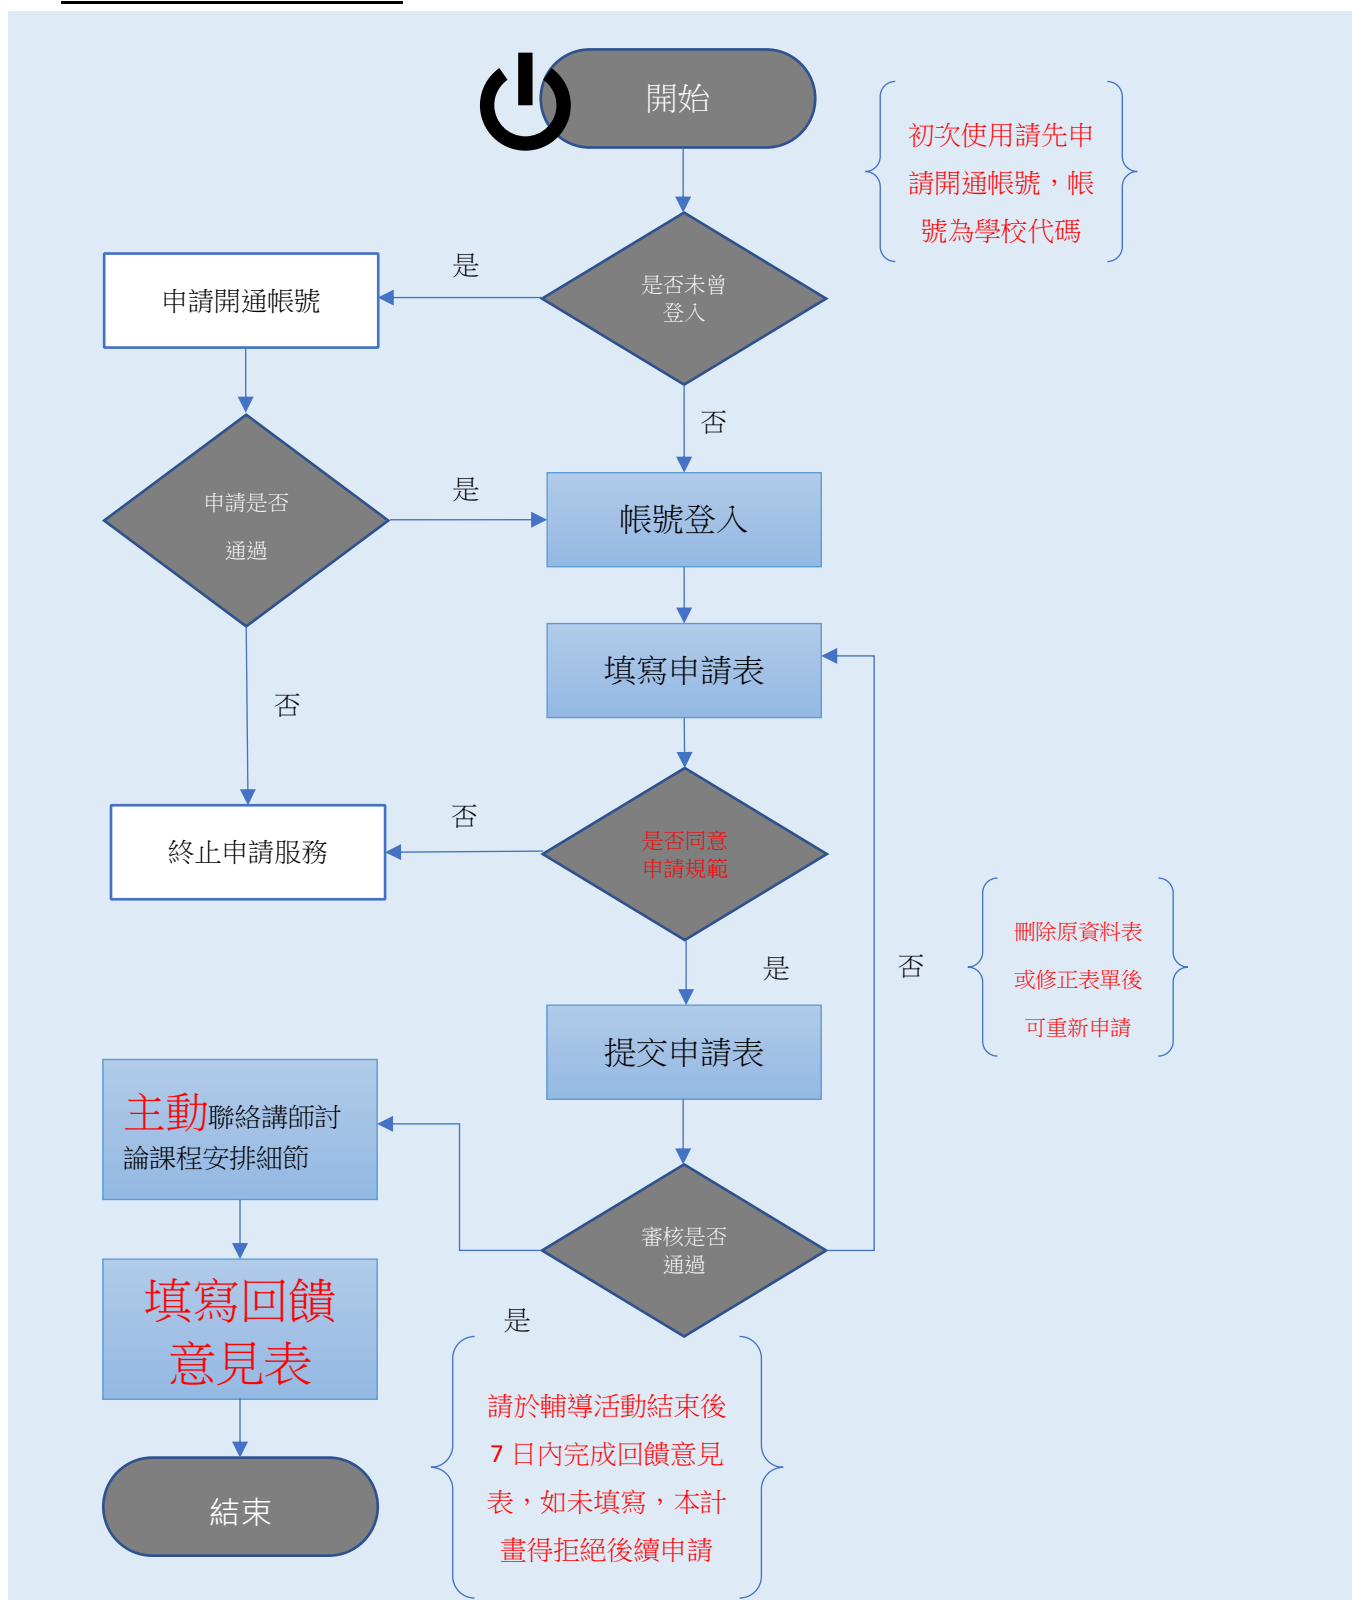 開始
初次使用請先申
請開通帳號，帳
號為學校代碼
是否未曾
登入
是
申請開通帳號
否
申請是否
通過
是
帳號登入
填寫申請表
否
是否同意
申請規範
否
終止申請服務
是
否
刪除原資料表
或修正表單後
可重新申請
提交申請表
主動聯絡講師討
論課程安排細節
審核是否
通過
是
填寫回饋
意見表
請於輔導活動結束後
7 日內完成回饋意見
表，如未填寫，本計
畫得拒絕後續申請
結束